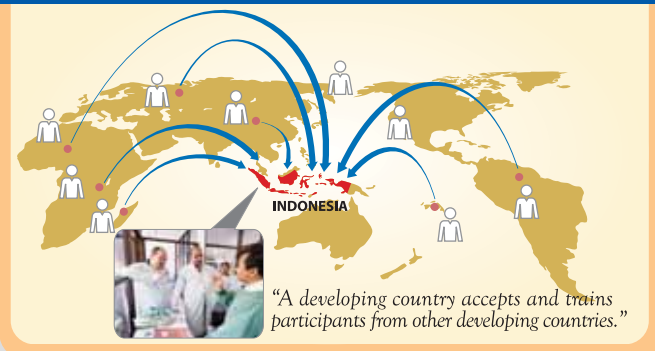 INDONESIA
“A developing country accepts and trains
participants from other developing countries.”